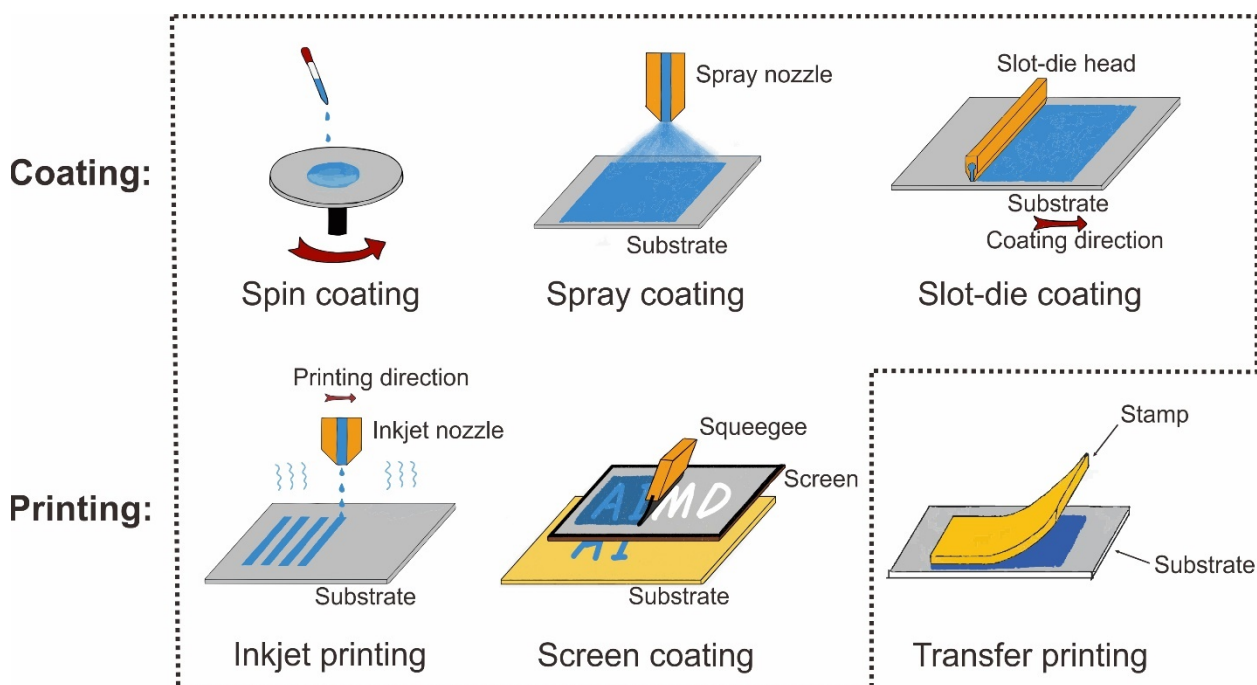 Coating:
Spin coating
Spray nozzle
Substrate
Spray coating
Slot-die head
Substrate
Coating direction
Slot-die coating
Printing:
Printing direction
Inkjet nozzle
Substrate
Inkjet printing
Squeegee
Screen
AIMD
AI
Substrate
Screen coating
Stamp
Substrate
Transfer printing